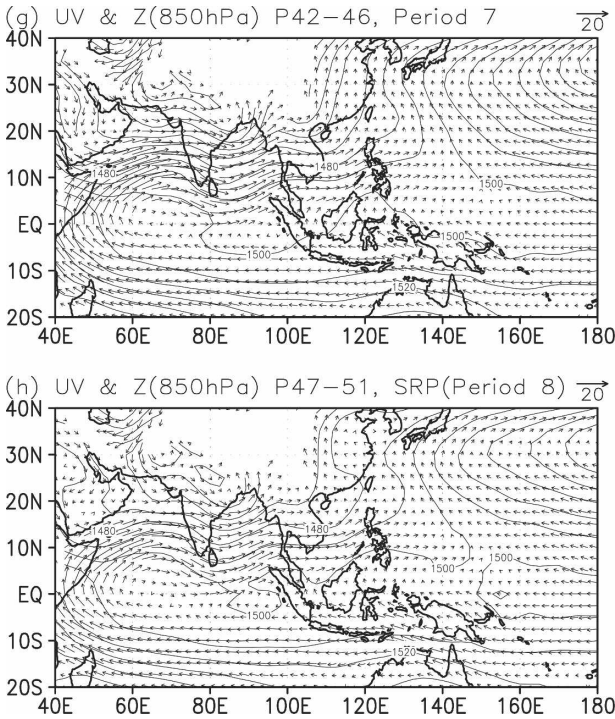 (g) UV & Z(850hPa) P42−46, Period 7
20
40N
30N
20N
10N
EQ
10S
20S
1480
1480
1500
1500
1500
1520
40E 60E 80E 100E 120E 140E 160E 180
(h) UV & Z(850hPa) P47−51, SRP(Period 8)
20
40N
30N
20N
10N
EQ
10S
20S
1480
1480
1500
1500
1500
1520
40E 60E 80E 100E 120E 140E 160E 180